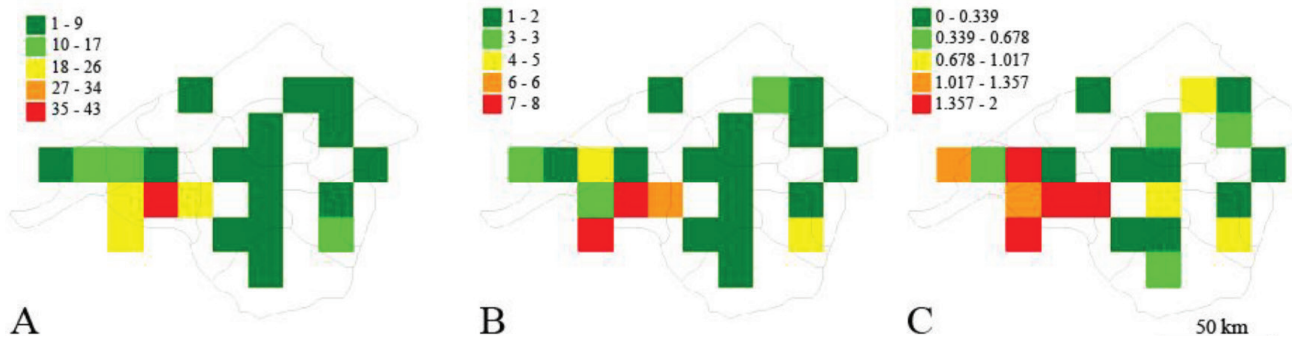 1 - 9
10 - 17
18 - 26
27 - 34
35 - 43
A
1 - 2
3 - 3
4 - 5
6 - 6
7 - 8
B
0 - 0.339
0.339 - 0.678
0.678 - 1.017
1.017 - 1.357
1.357 - 2
C
50 km